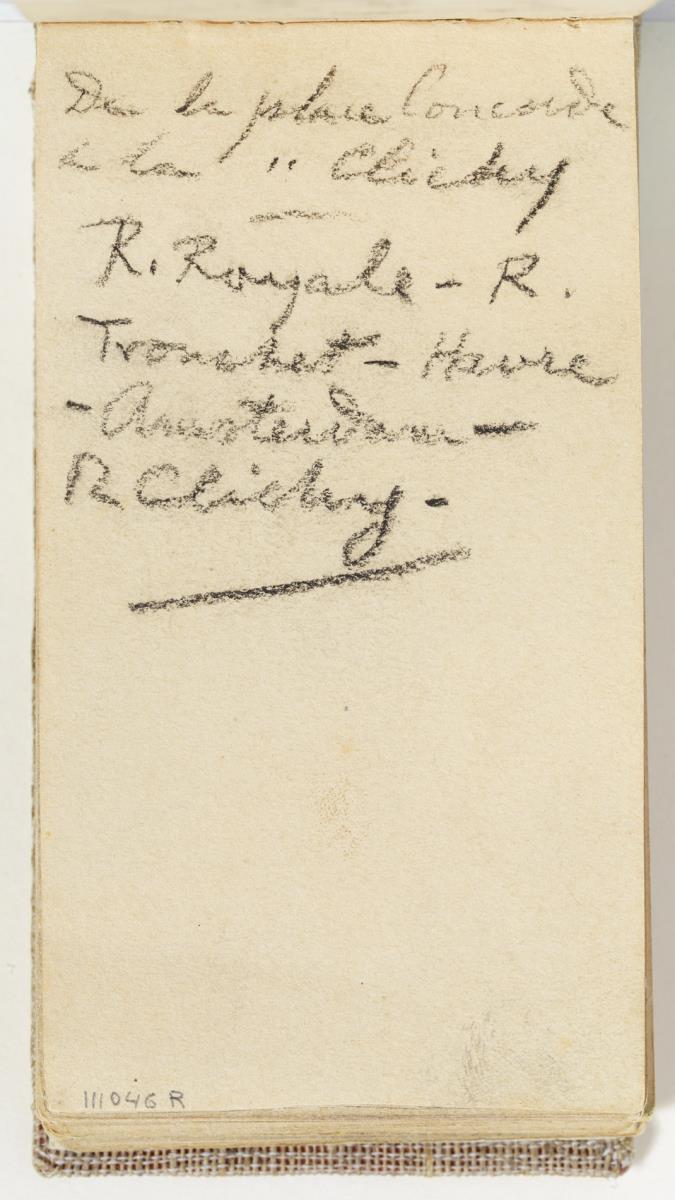 De la place Concorde
à la " Clichy
R. Royale - R.
Tronchet - Havre
- Amsterdam -
R Clichy -
111046 R